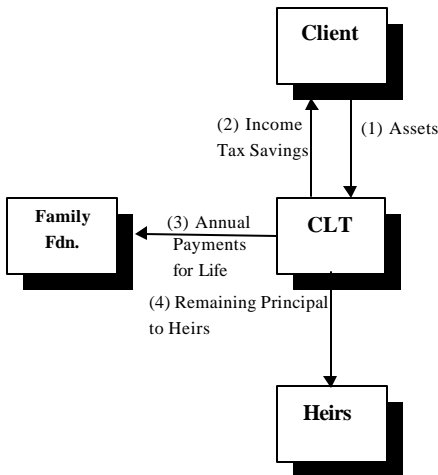 Client
(2) Income
Tax Savings
(1) Assets
Family
Fdn.
(3) Annual
Payments
for Life
CLT
(4) Remaining Principal
to Heirs
Heirs